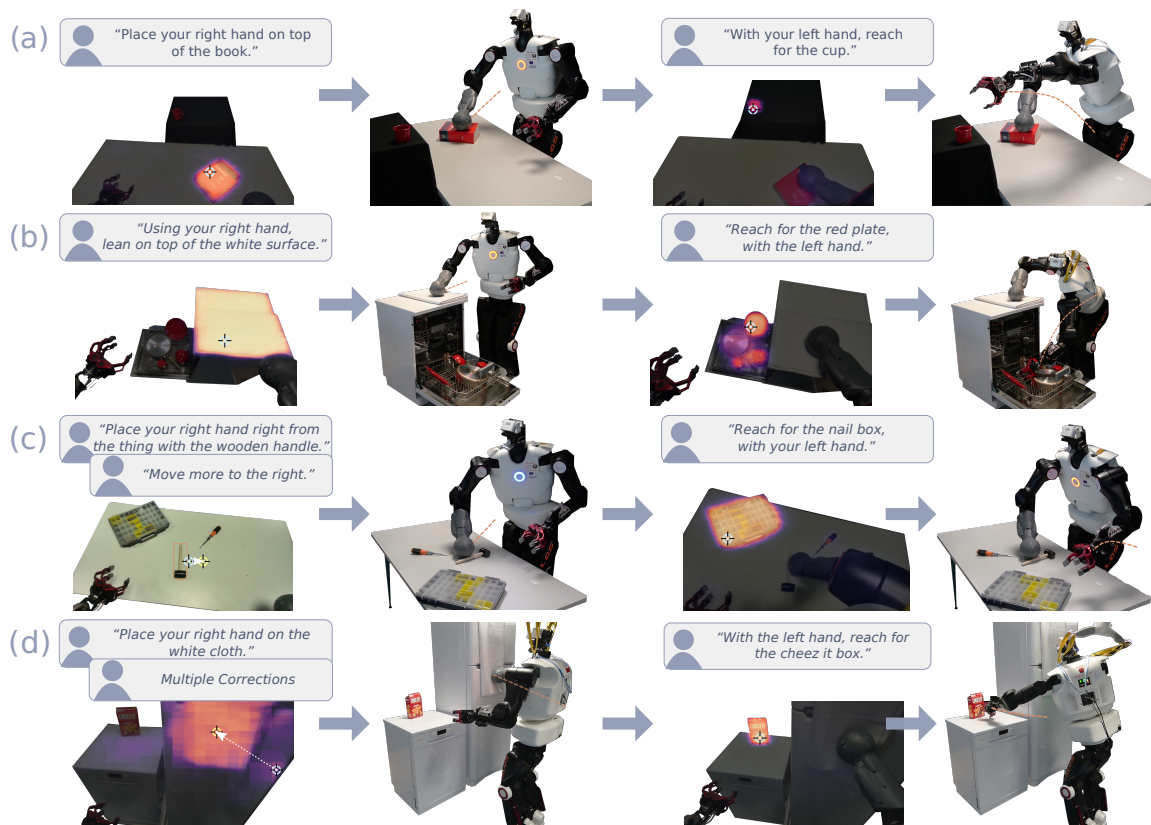 (a)
“Place your right hand on top
of the book.”
“With your left hand, reach
for the cup.”
(b)
“Using your right hand,
lean on top of the white surface.”
“Reach for the red plate,
with the left hand.”
(c)
“Place your right hand right from
the thing with the wooden handle.”
“Move more to the right.”
“Reach for the nail box,
with your left hand.”
(d)
“Place your right hand on the
white cloth.”
Multiple Corrections
“With the left hand, reach for
the cheez it box.”